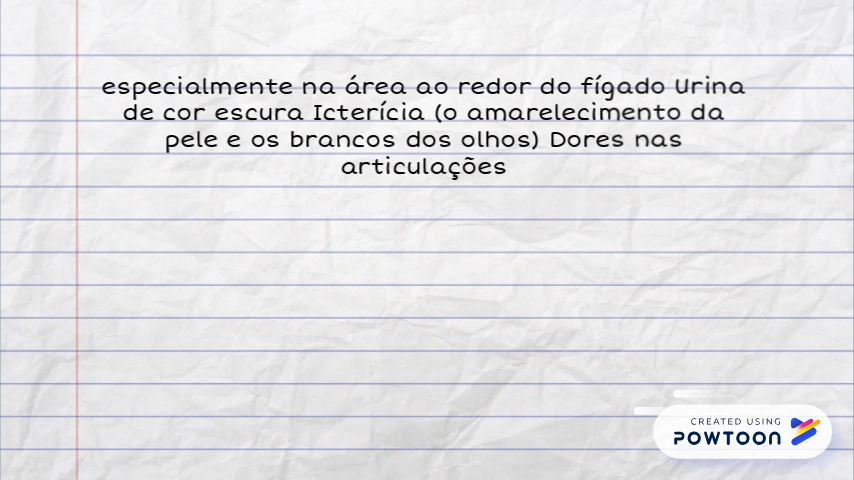 especialmente na área ao redor do fígado Urina
de cor escura Icterícia (o amarelecimento da
pele e os brancos dos olhos) Dores nas
articulações
CREATED USING
POWTOON